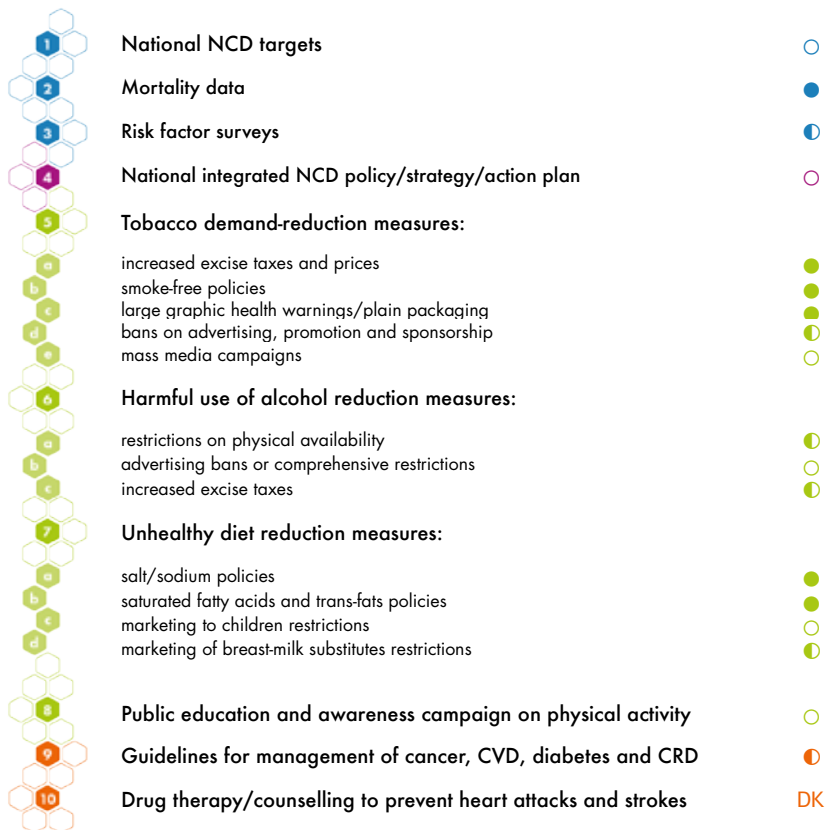 1 National NCD targets
2 Mortality data
3 Risk factor surveys
4 National integrated NCD policy/strategy/action plan
5 Tobacco demand-reduction measures:
a increased excise taxes and prices
b smoke-free policies
c large graphic health warnings/plain packaging
d bans on advertising, promotion and sponsorship
e mass media campaigns
6 Harmful use of alcohol reduction measures:
a restrictions on physical availability
b advertising bans or comprehensive restrictions
c increased excise taxes
7 Unhealthy diet reduction measures:
a salt/sodium policies
b saturated fatty acids and trans-fats policies
c marketing to children restrictions
d marketing of breast-milk substitutes restrictions
8 Public education and awareness campaign on physical activity
9 Guidelines for management of cancer, CVD, diabetes and CRD
10 Drug therapy/counselling to prevent heart attacks and strokes DK